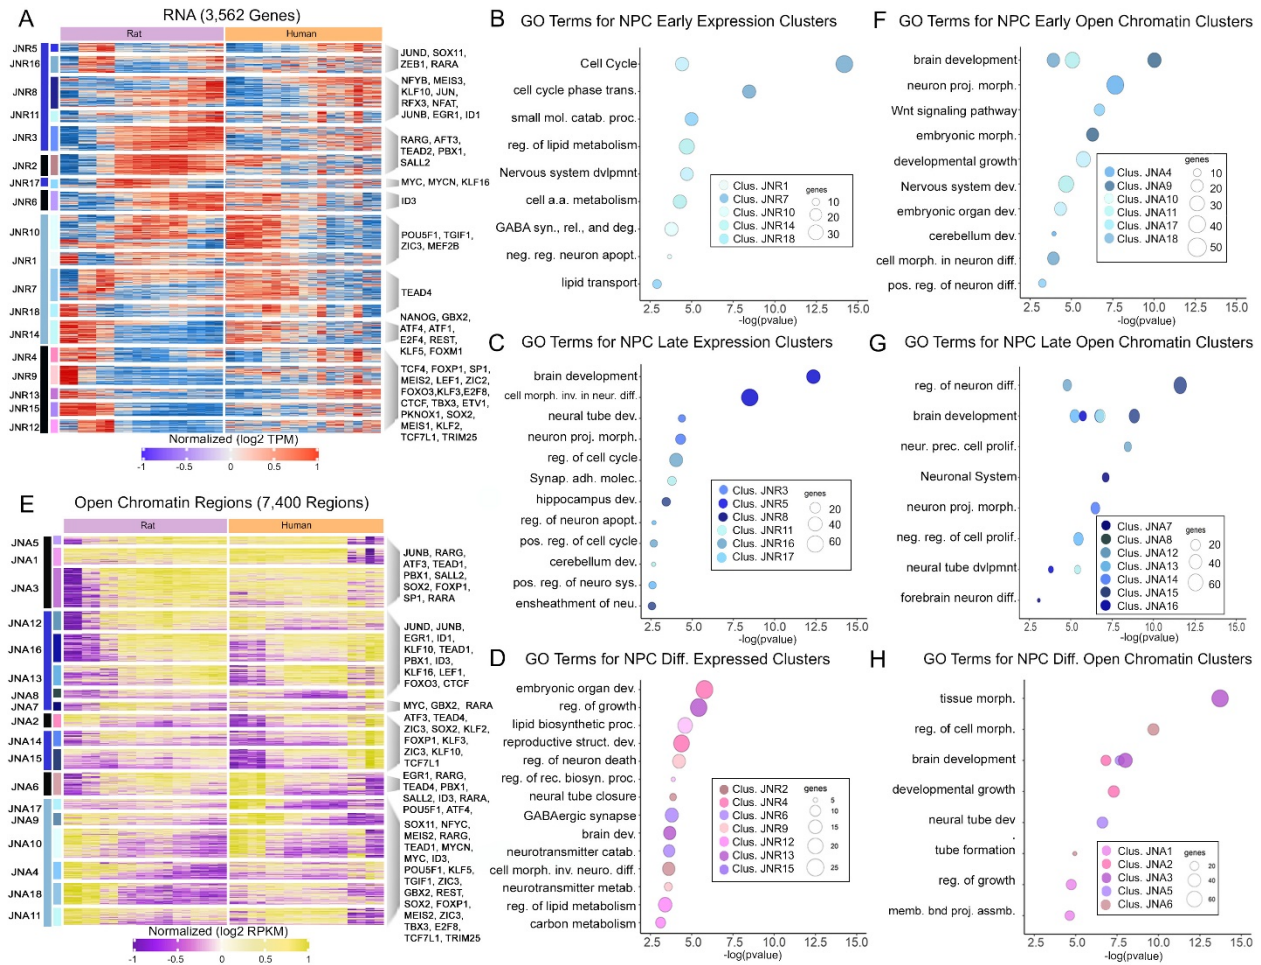 A
RNA (3,562 Genes)
Rat
Human
JNR5
JNR16
JNR8
JNR11
JNR3
JNR2
JNR17
JNR6
JNR10
JNR1
JNR7
JNR18
JNR14
JNR4
JNR9
JNR13
JNR15
JNR12
JUND, SOX11,
ZEB1, RARA
NFYB, MEIS3,
KLF10, JUN,
RFX3, NFAT,
JUNB, EGR1, ID1
RARG, AFT3,
TEAD2, PBX1,
SALL2
MYC, MYCN, KLF16
ID3
POU5F1, TGIF1,
ZIC3, MEF2B
TEAD4
NANOG, GBX2,
ATF4, ATF1,
E2F4, REST,
KLF5, FOXM1
TCF4, FOXP1, SP1,
MEIS2, LEF1, ZIC2,
FOXO3,KLF3,E2F8,
CTCF, TBX3, ETV1,
PKNOX1, SOX2,
MEIS1, KLF2,
TCF7L1, TRIM25
Normalized (log2 TPM)
-1 -0.5 0 0.5 1
B
GO Terms for NPC Early Expression Clusters
Cell Cycle
cell cycle phase trans.
small mol. catab. proc.
reg. of lipid metabolism
Nervous system dvlpmnt
cell a.a. metabolism
GABA syn., rel., and deg.
neg. reg. neuron apopt.
lipid transport
Clus. JNR1
Clus. JNR7
Clus. JNR10
Clus. JNR14
Clus. JNR18
genes
10
20
30
2.5 5.0 7.5 10.0 12.5 15.0
-log(pvalue)
C
GO Terms for NPC Late Expression Clusters
brain development
cell morph. inv. in neur. diff.
neural tube dev.
neuron proj. morph.
reg. of cell cycle
Synap. adh. molec.
hippocampus dev.
reg. of neuron apopt.
pos. reg. of cell cycle
cerebellum dev.
pos. reg. of neuro sys.
ensheathment of neu.
Clus. JNR3
Clus. JNR5
Clus. JNR8
Clus. JNR11
Clus. JNR16
Clus. JNR17
genes
20
40
60
2.5 5.0 7.5 10.0 12.5 15.0
-log(pvalue)
D
GO Terms for NPC Diff. Expressed Clusters
embryonic organ dev.
reg. of growth
lipid biosynthetic proc.
reproductive struct. dev.
reg. of neuron death
reg. of rec. biosyn. proc.
neural tube closure
GABAergic synapse
brain dev.
neurotransmitter catab.
cell morph. inv. neuro. diff.
neurotransmitter metab.
reg. of lipid metabolism
carbon metabolism
Clus. JNR2
Clus. JNR4
Clus. JNR6
Clus. JNR9
Clus. JNR12
Clus. JNR13
Clus. JNR15
genes
5
10
15
20
25
2.5 5.0 7.5 10.0 12.5 15.0
-log(pvalue)
E
Open Chromatin Regions (7,400 Regions)
Rat
Human
JNA5
JNA1
JNA3
JNA12
JNA16
JNA13
JNA8
JNA7
JNA2
JNA14
JNA15
JNA6
JNA17
JNA9
JNA10
JNA4
JNA18
JNA11
JUNB, RARG,
ATF3, TEAD1,
PBX1, SALL2,
SOX2, FOXP1,
SP1, RARA
JUND, JUNB,
EGR1, ID1,
KLF10, TEAD1,
PBX1, ID3,
KLF16, LEF1,
FOXO3, CTCF
MYC, GBX2, RARA
ATF3, TEAD4,
ZIC3, SOX2, KLF2,
FOXP1, KLF3,
ZIC3, KLF10,
TCF7L1
EGR1, RARG,
TEAD4, PBX1,
SALL2, ID3, RARA,
POU5F1, ATF4,
SOX11, NFYC,
MEIS2, RARG,
TEAD1, MYCN,
MYC, ID3,
POU5F1, KLF5,
TGIF1, ZIC3,
GBX2, REST,
SOX2, FOXP1,
MEIS2, ZIC3,
TBX3, E2F8,
TCF7L1, TRIM25
Normalized (log2 RPKM)
-1 -0.5 0 0.5 1
F
GO Terms for NPC Early Open Chromatin Clusters
brain development
neuron proj. morph.
Wnt signaling pathway
embryonic morph.
developmental growth
Nervous system dev.
embryonic organ dev.
cerebellum dev.
cell morph. in neuron diff.
pos. reg. of neuron diff.
Clus. JNA4
Clus. JNA9
Clus. JNA10
Clus. JNA11
Clus. JNA17
Clus. JNA18
genes
10
20
30
40
50
2.5 5.0 7.5 10.0 12.5 15.0
-log(pvalue)
G
GO Terms for NPC Late Open Chromatin Clusters
reg. of neuron diff.
brain development
neur. prec. cell prolif.
Neuronal System
neuron proj. morph.
neg. reg. of cell prolif.
neural tube dvlpmnt
forebrain neuron diff.
Clus. JNA7
Clus. JNA8
Clus. JNA12
Clus. JNA13
Clus. JNA14
Clus. JNA15
Clus. JNA16
genes
20
40
60
2.5 5.0 7.5 10.0 12.5 15.0
-log(pvalue)
H
GO Terms for NPC Diff. Open Chromatin Clusters
tissue morph.
reg. of cell morph.
brain development
developmental growth
neural tube dev
.
tube formation
reg. of growth
memb. bnd proj. assmb.
Clus. JNA1
Clus. JNA2
Clus. JNA3
Clus. JNA5
Clus. JNA6
genes
20
40
60
2.5 5.0 7.5 10.0 12.5 15.0
-log(pvalue)